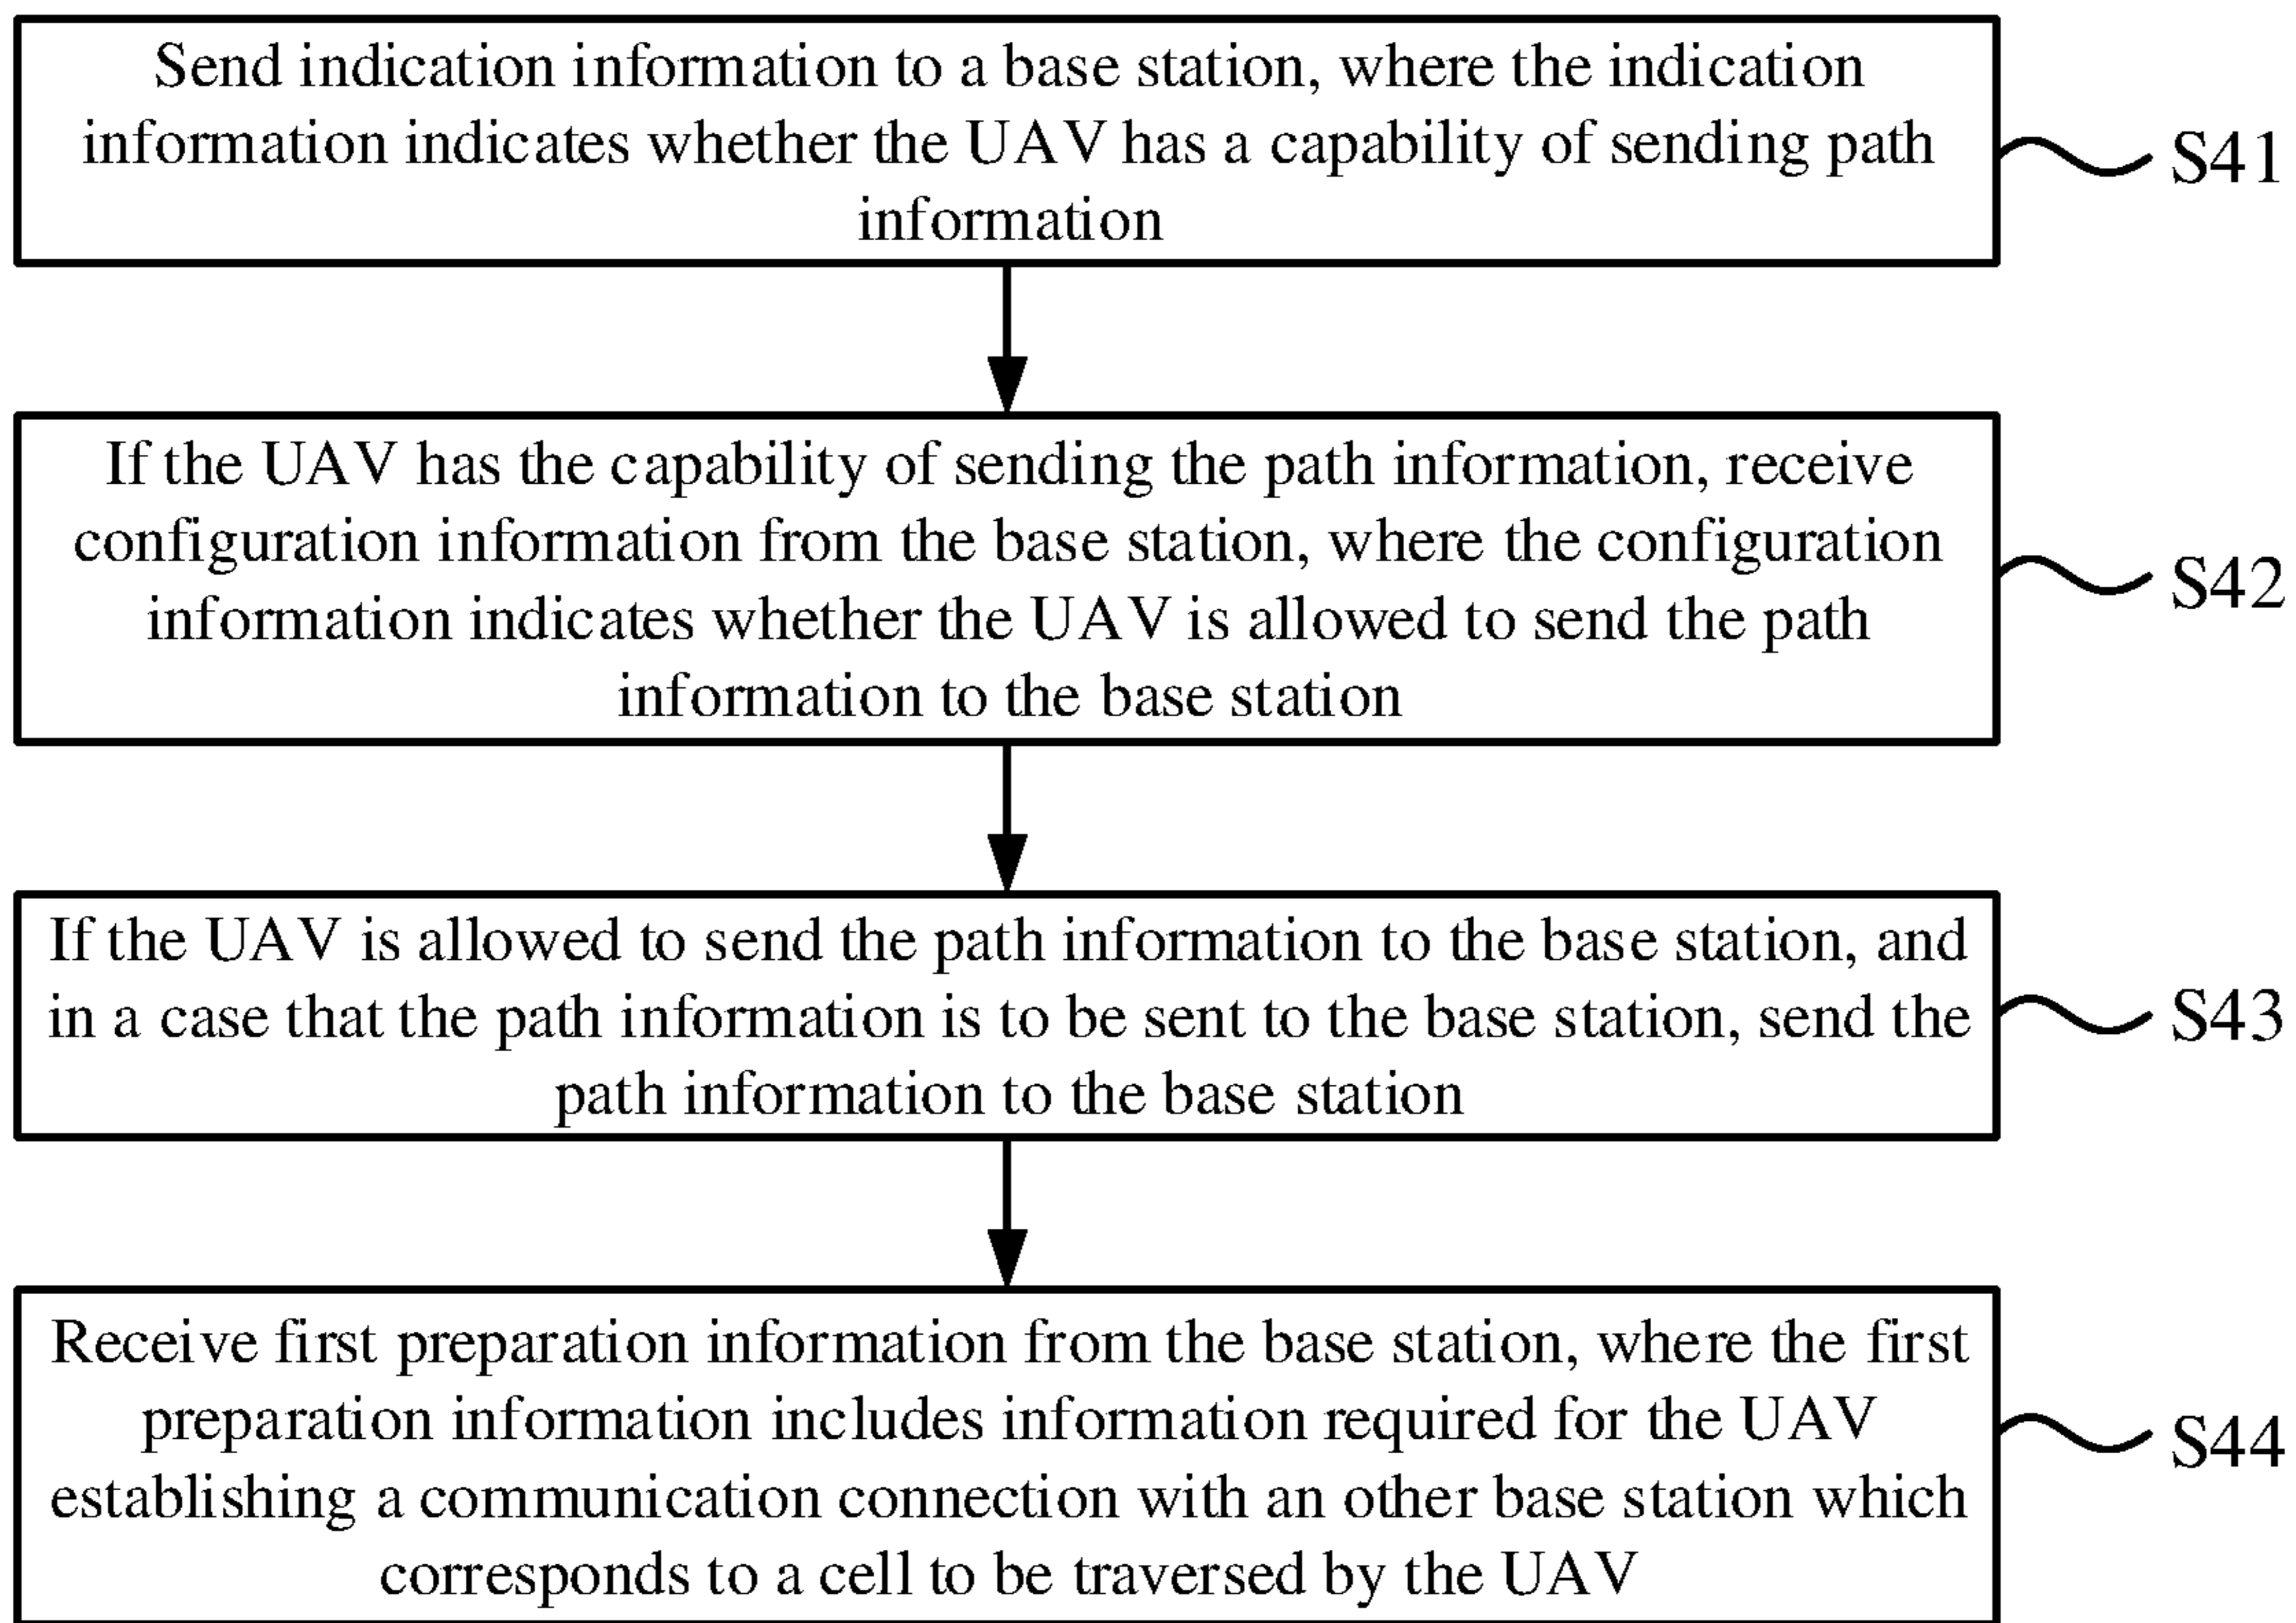 Send indication information to a base station, where the indication
information indicates whether the UAV has a capability of sending path
information
S41
If the UAV has the capability of sending the path information, receive
configuration information from the base station, where the configuration
information indicates whether the UAV is allowed to send the path
information to the base station
S42
If the UAV is allowed to send the path information to the base station, and
in a case that the path information is to be sent to the base station, send the
path information to the base station
S43
Receive first preparation information from the base station, where the first
preparation information includes information required for the UAV
establishing a communication connection with an other base station which
corresponds to a cell to be traversed by the UAV
S44